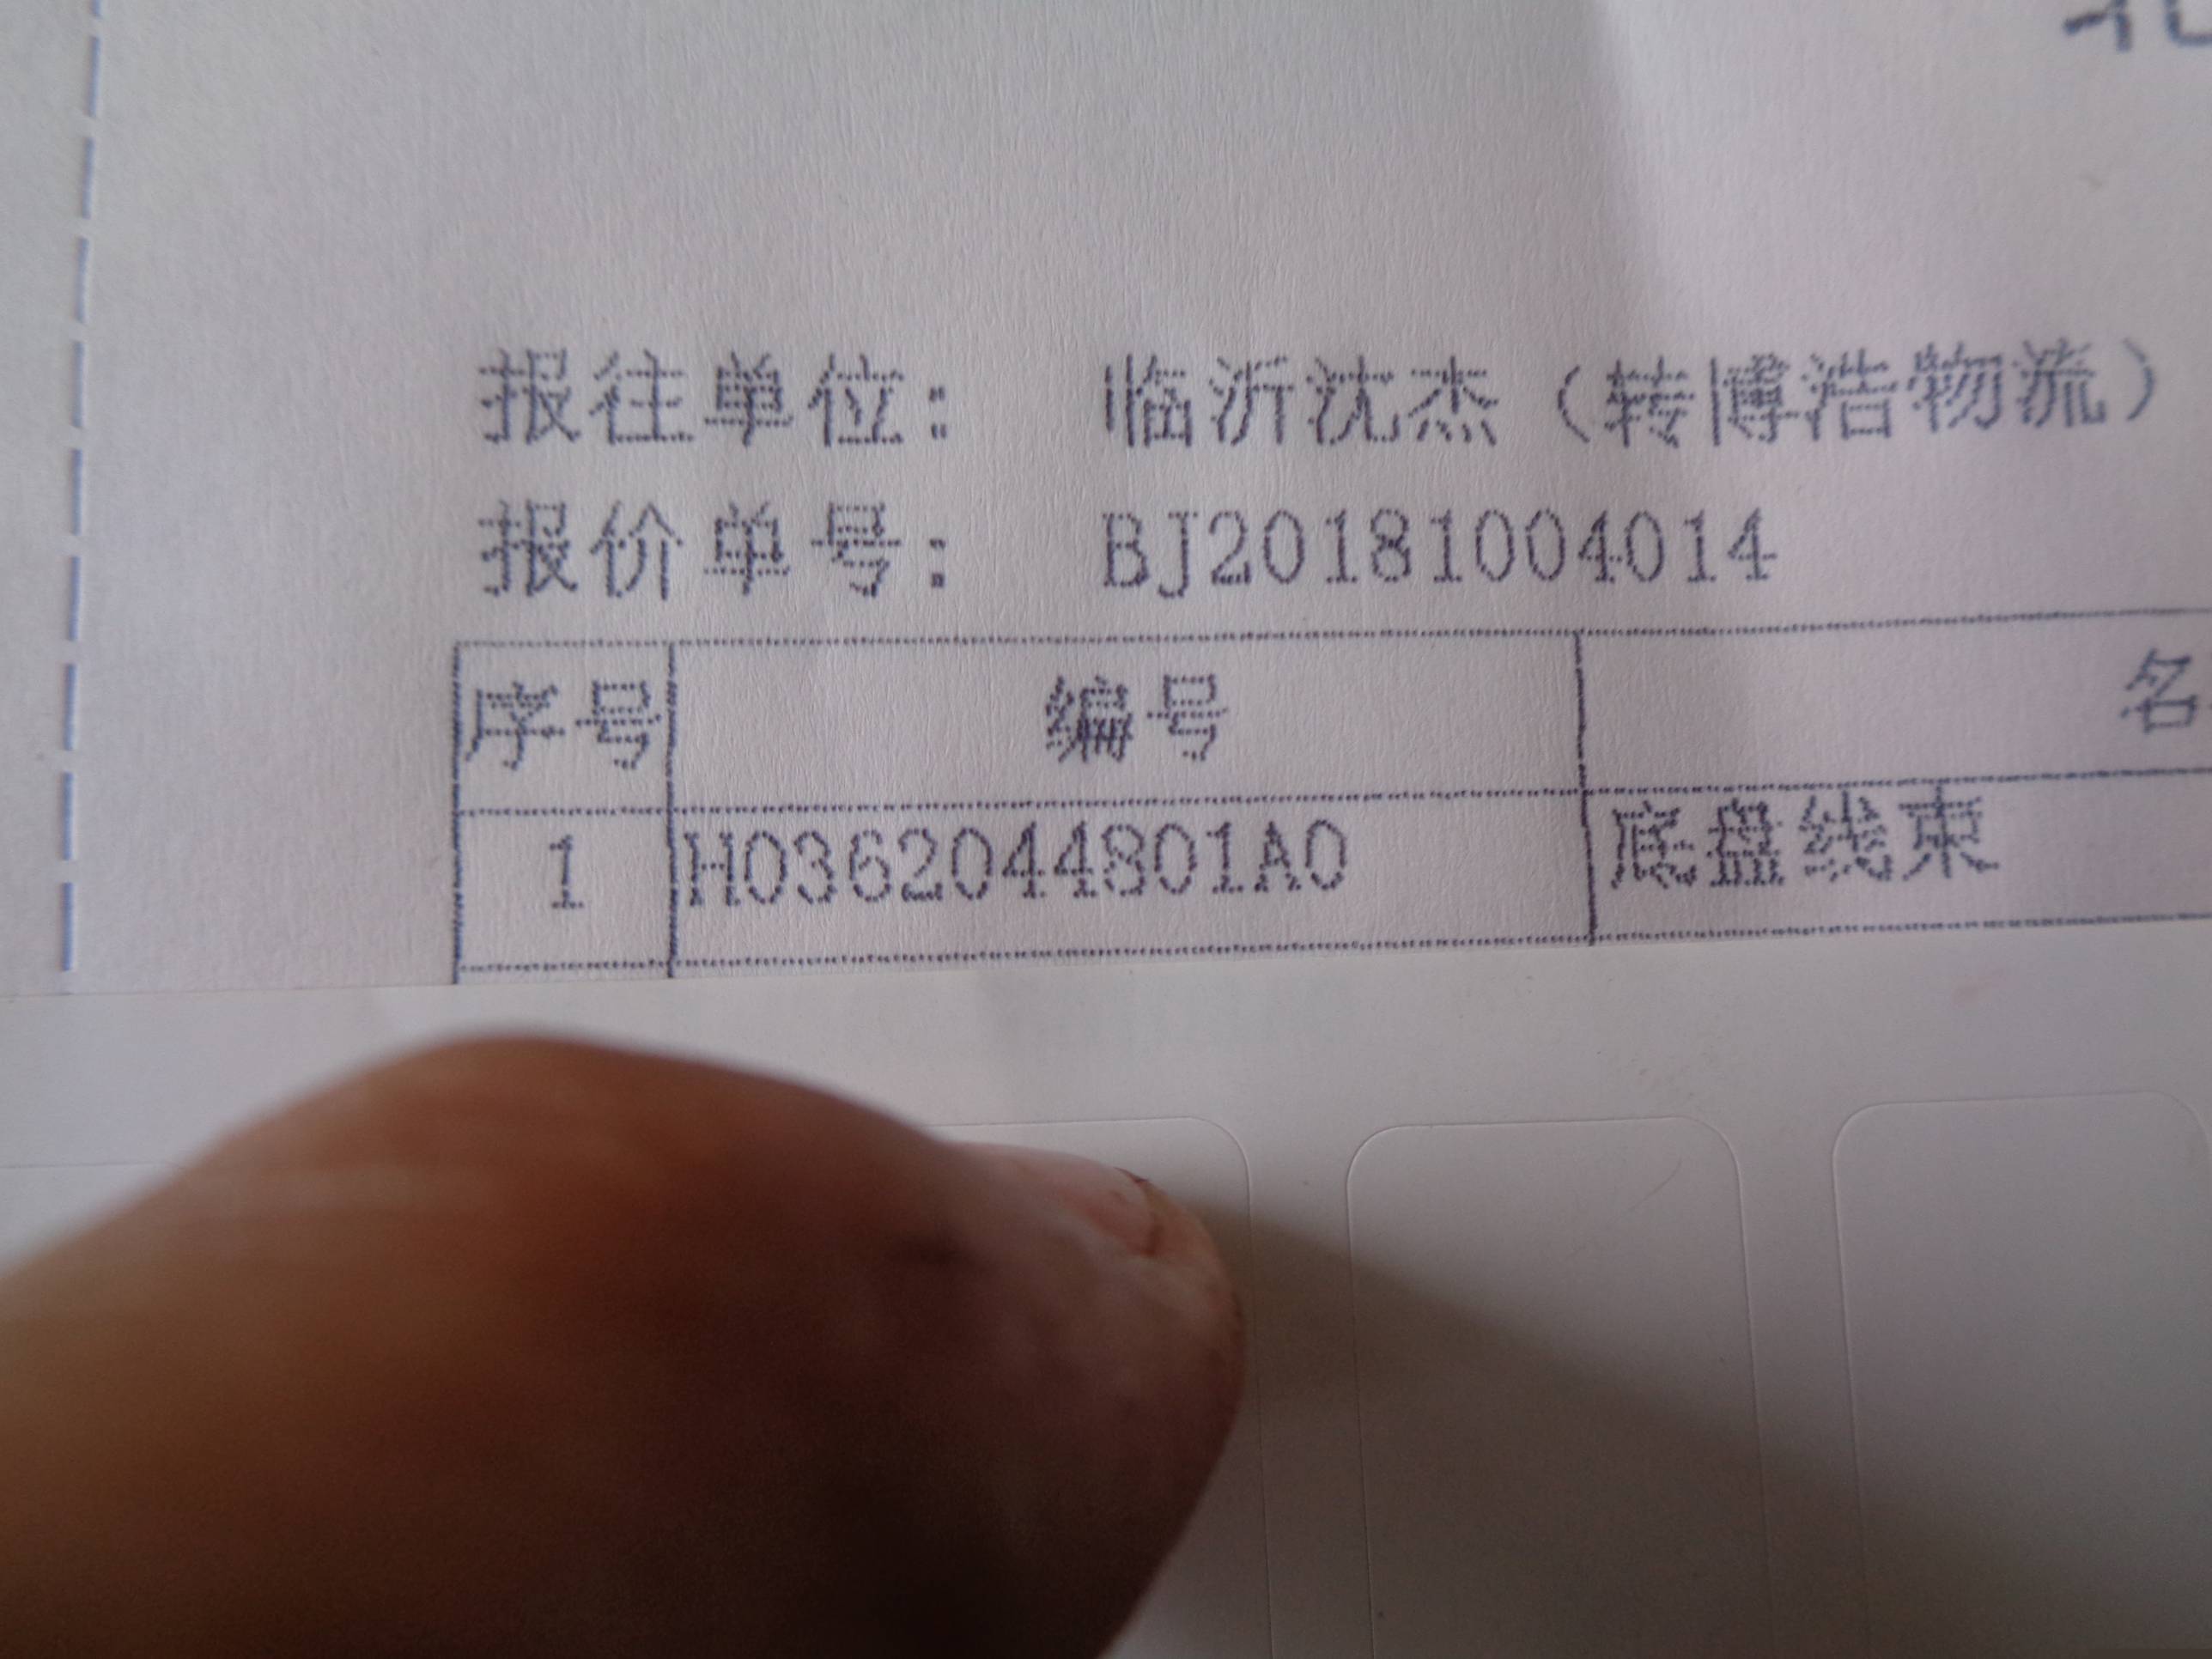 报往单位： 临沂沈杰（转博浩物流）
报价单号： BJ20181004014
序号 编号 名
1 H0362044801A0 底盘线束